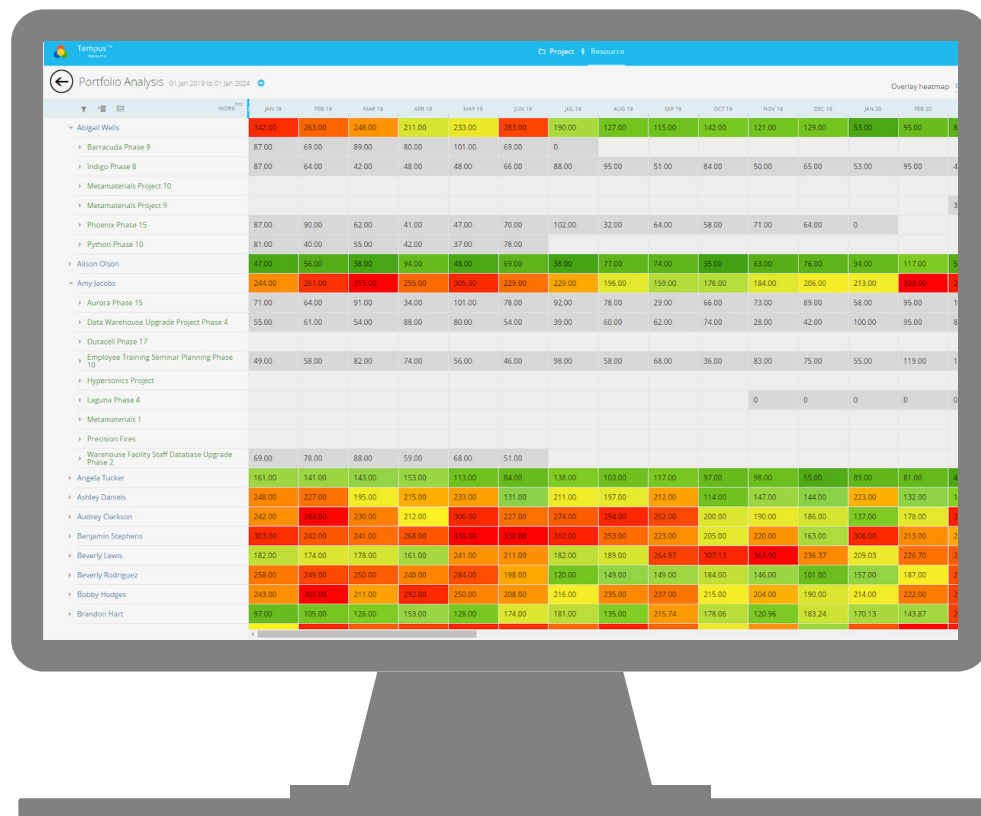 Tempus ™
Resource
Project Resource
Portfolio Analysis 01 Jan 2019 to 01 Jan 2024
Overlay heatmap
WORK hrs JAN 19 FEB 19 MAR 19 APR 19 MAY 19 JUN 19 JUL 19 AUG 19 SEP 19 OCT 19 NOV 19 DEC 19 JAN 20 FEB 20
Abigail Wells 342.00 263.00 248.00 211.00 233.00 283.00 190.00 127.00 115.00 142.00 121.00 129.00 53.00 95.00 8
Barracuda Phase 9 87.00 69.00 89.00 80.00 101.00 69.00 0
Indigo Phase 8 87.00 64.00 42.00 48.00 48.00 66.00 88.00 95.00 51.00 84.00 50.00 65.00 53.00 95.00 4
Metamaterials Project 10
Metamaterials Project 9 3
Phoenix Phase 15 87.00 90.00 62.00 41.00 47.00 70.00 102.00 32.00 64.00 58.00 71.00 64.00 0
Python Phase 10 81.00 40.00 55.00 42.00 37.00 78.00
Alison Olson 47.00 56.00 38.00 94.00 48.00 69.00 38.00 77.00 74.00 35.00 63.00 76.00 94.00 117.00 5
Amy Jacobs 244.00 261.00 315.00 255.00 305.00 229.00 229.00 196.00 159.00 176.00 184.00 206.00 213.00 309.00 2
Aurora Phase 15 71.00 64.00 91.00 34.00 101.00 78.00 92.00 78.00 29.00 66.00 73.00 89.00 58.00 95.00 1
Data Warehouse Upgrade Project Phase 4 55.00 61.00 54.00 88.00 80.00 54.00 39.00 60.00 62.00 74.00 28.00 42.00 100.00 95.00 8
Duracell Phase 17
Employee Training Seminar Planning Phase
10 49.00 58.00 82.00 74.00 56.00 46.00 98.00 58.00 68.00 36.00 83.00 75.00 55.00 119.00 1
Hypersonics Project
Laguna Phase 4 0 0 0 0 0
Metamaterials 1
Precision Fires
Warehouse Facility Staff Database Upgrade
Phase 2 69.00 78.00 88.00 59.00 68.00 51.00
Angela Tucker 161.00 141.00 143.00 153.00 113.00 84.00 138.00 103.00 117.00 97.00 98.00 55.00 89.00 81.00 4
Ashley Daniels 248.00 227.00 195.00 215.00 233.00 131.00 211.00 197.00 212.00 114.00 147.00 144.00 223.00 132.00 1
Audrey Clarkson 242.00 284.00 230.00 212.00 306.00 227.00 274.00 294.00 262.00 200.00 190.00 186.00 137.00 178.00 2
Benjamin Stephens 303.00 242.00 241.00 268.00 310.00 253.00 223.00 205.00 220.00 163.00 306.00 213.00 2
Beverly Lewis 182.00 174.00 178.00 161.00 241.00 211.00 182.00 189.00 264.87 307.13 363.90 236.37 209.03 226.70 2
Beverly Rodriguez 258.00 249.00 250.00 240.00 284.00 198.00 120.00 149.00 149.00 184.00 146.00 101.00 157.00 187.00 2
Bobby Hodges 243.00 305.00 211.00 292.00 250.00 208.00 216.00 235.00 237.00 215.00 204.00 190.00 214.00 222.00 2
Brandon Hart 97.00 105.00 126.00 153.00 128.00 174.00 181.00 135.00 215.74 178.06 120.96 183.24 170.13 143.87 2